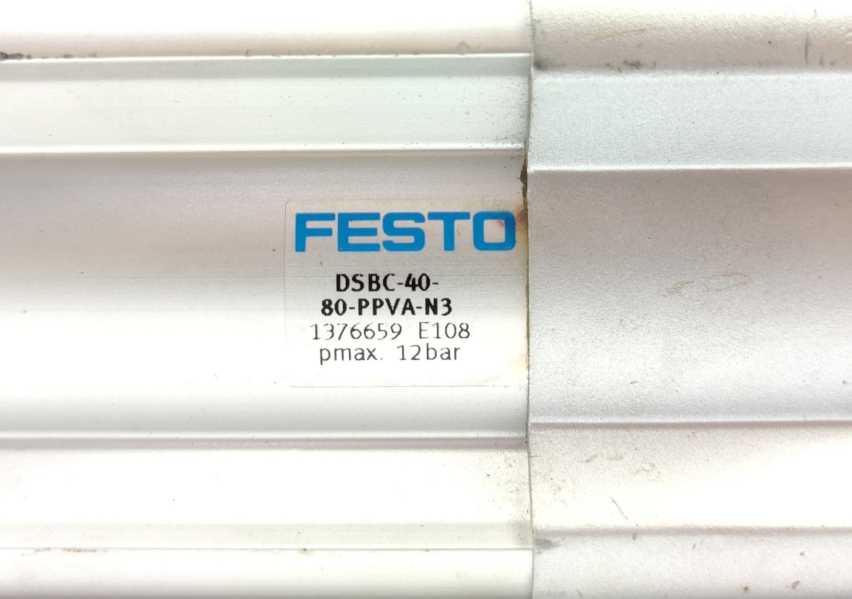 FESTO
DSBC-40-
80-PPVA-N3
1376659 E108
pmax. 12bar